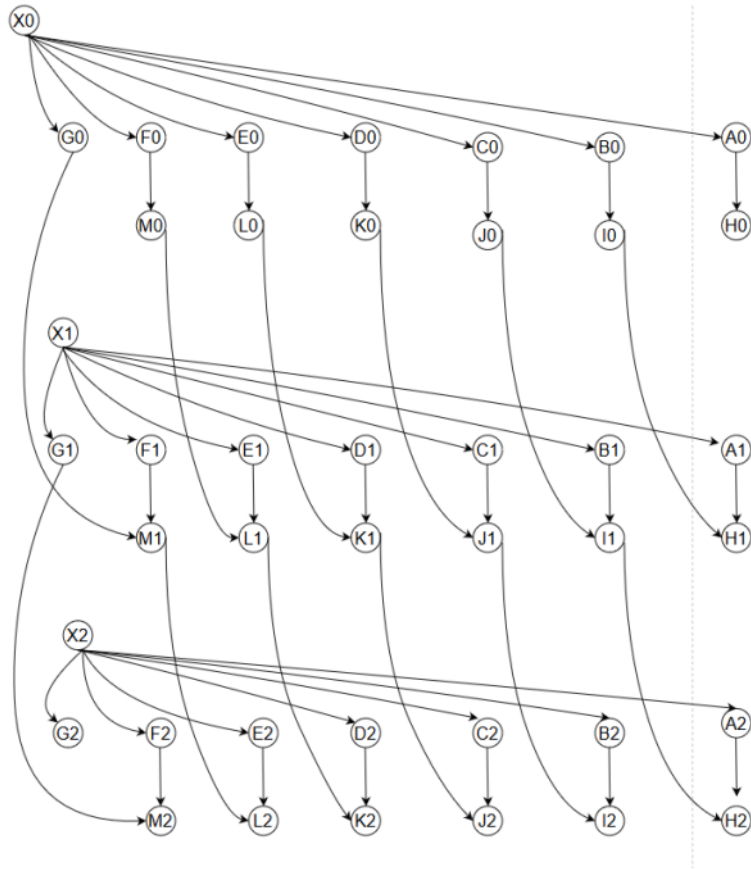 X0
G0 F0 E0 D0 C0 B0 A0
M0 L0 K0 J0 I0 H0
X1
G1 F1 E1 D1 C1 B1 A1
M1 L1 K1 J1 I1 H1
X2
G2 F2 E2 D2 C2 B2 A2
M2 L2 K2 J2 I2 H2